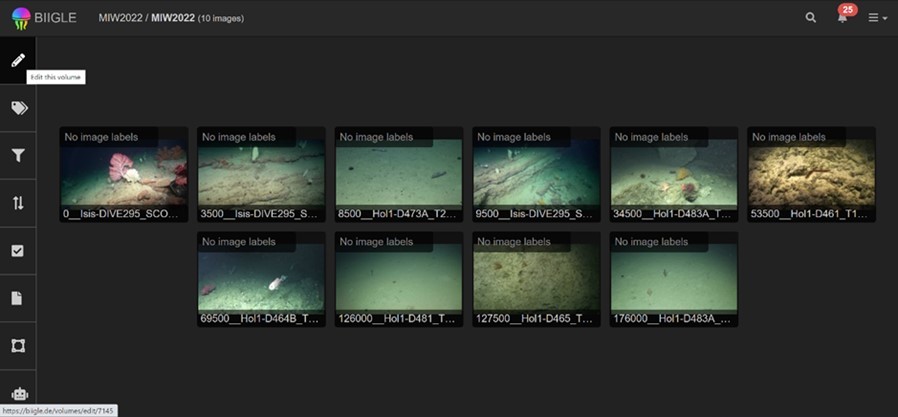 BIIGLE MIW2022 / MIW2022 (10 images) 25
Edit this volume
No image labels No image labels No image labels No image labels No image labels No image labels
0__Isis-DIVE295_SCO... 3500__Isis-DIVE295_S... 8500__Hol1-D473A_T2... 9500__Isis-DIVE295_S... 34500__Hol1-D483A_T... 53500__Hol1-D461_T1...
No image labels No image labels No image labels No image labels
69500__Hol1-D464B_T... 126000__Hol1-D481_T... 127500__Hol1-D465_T... 176000__Hol1-D483A_...
https://biigle.de/volumes/edit/7145